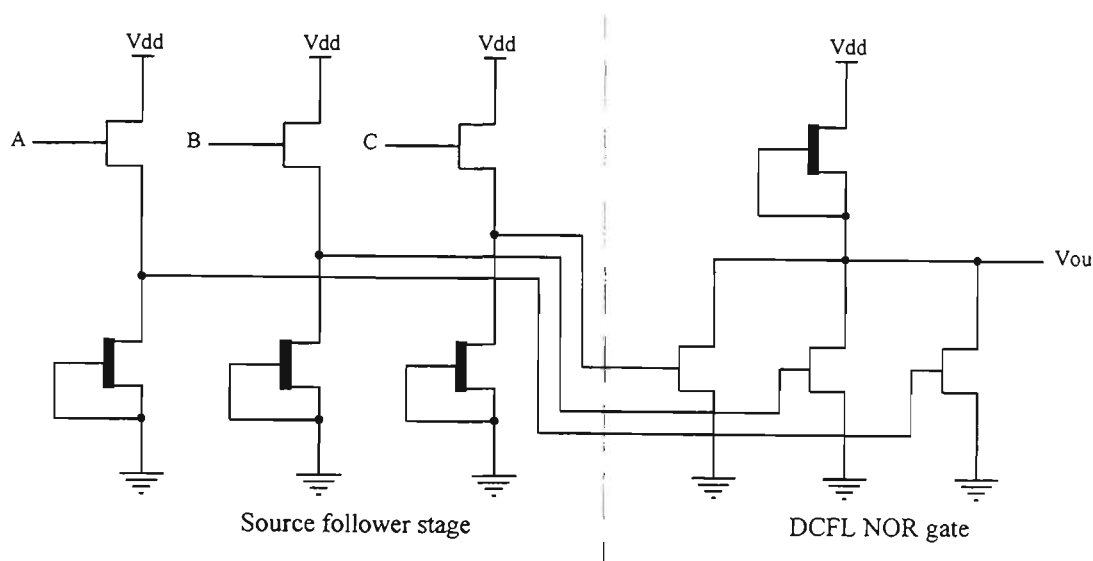 Vdd
Vdd
Vdd
Vdd
A
B
C
Vou
Source follower stage
DCFL NOR gate